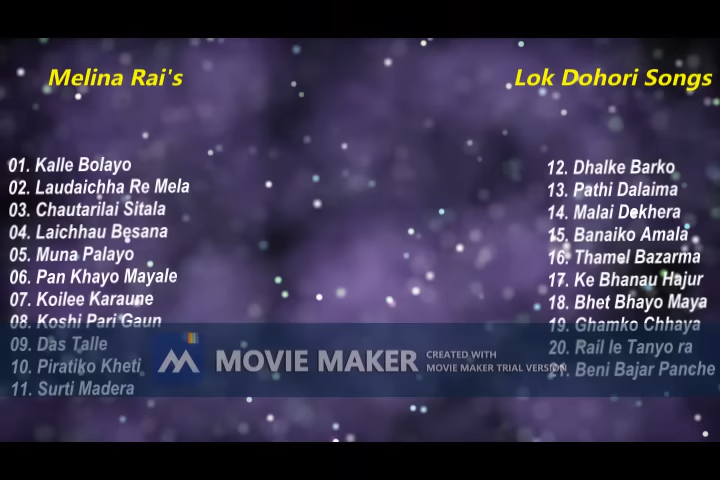 Melina Rai's
Lok Dohori Songs
01. Kalle Bolayo
02. Laudaichha Re Mela
03. Chautarilai Sitala
04. Laichhau Besana
05. Muna Palayo
06. Pan Khayo Mayale
07. Koilee Karaune
08. Koshi Pari Gaun
09. Das Talle
10. Piratiko Kheti
11. Surti Madera
12. Dhalke Barko
13. Pathi Dalaima
14. Malai Dekhera
15. Banaiko Amala
16. Thamel Bazarma
17. Ke Bhanau Hajur
18. Bhet Bhayo Maya
19. Ghamko Chhaya
20. Rail le Tanyo ra
21. Beni Bajar Panche
MOVIE MAKER
CREATED WITH
MOVIE MAKER TRIAL VERSION